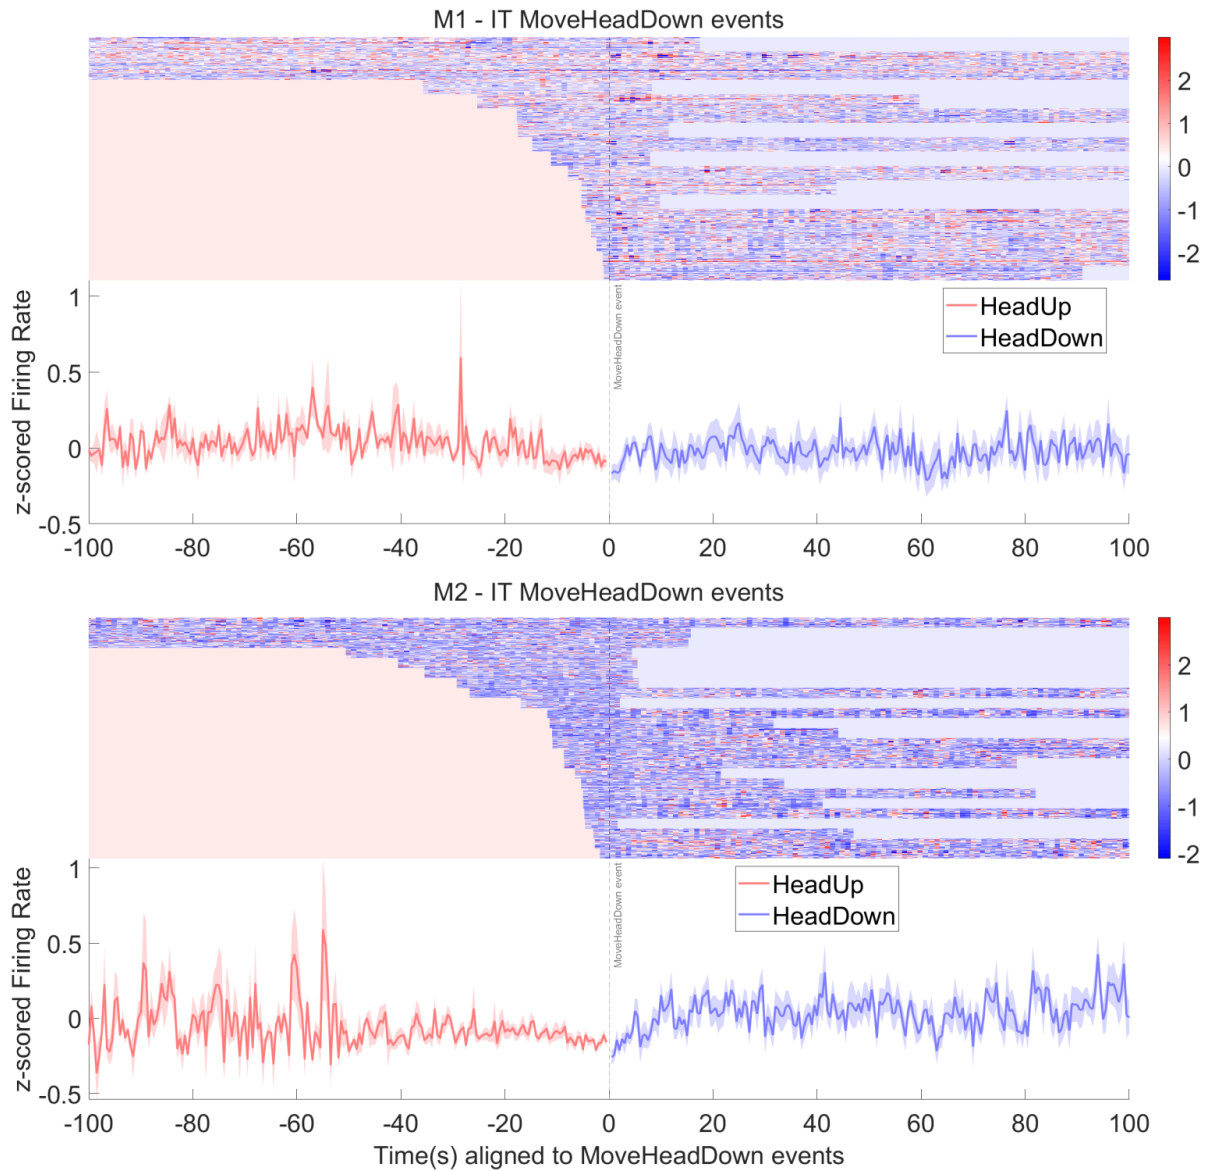 M1 - IT MoveHeadDown events
2
1
0
-1
-2
z-scored Firing Rate
1
0.5
0
-0.5
MoveHeadDown event
HeadUp
HeadDown
-100 -80 -60 -40 -20 0 20 40 60 80 100
M2 - IT MoveHeadDown events
2
1
0
-1
-2
z-scored Firing Rate
1
0.5
0
-0.5
MoveHeadDown event
HeadUp
HeadDown
-100 -80 -60 -40 -20 0 20 40 60 80 100
Time(s) aligned to MoveHeadDown events